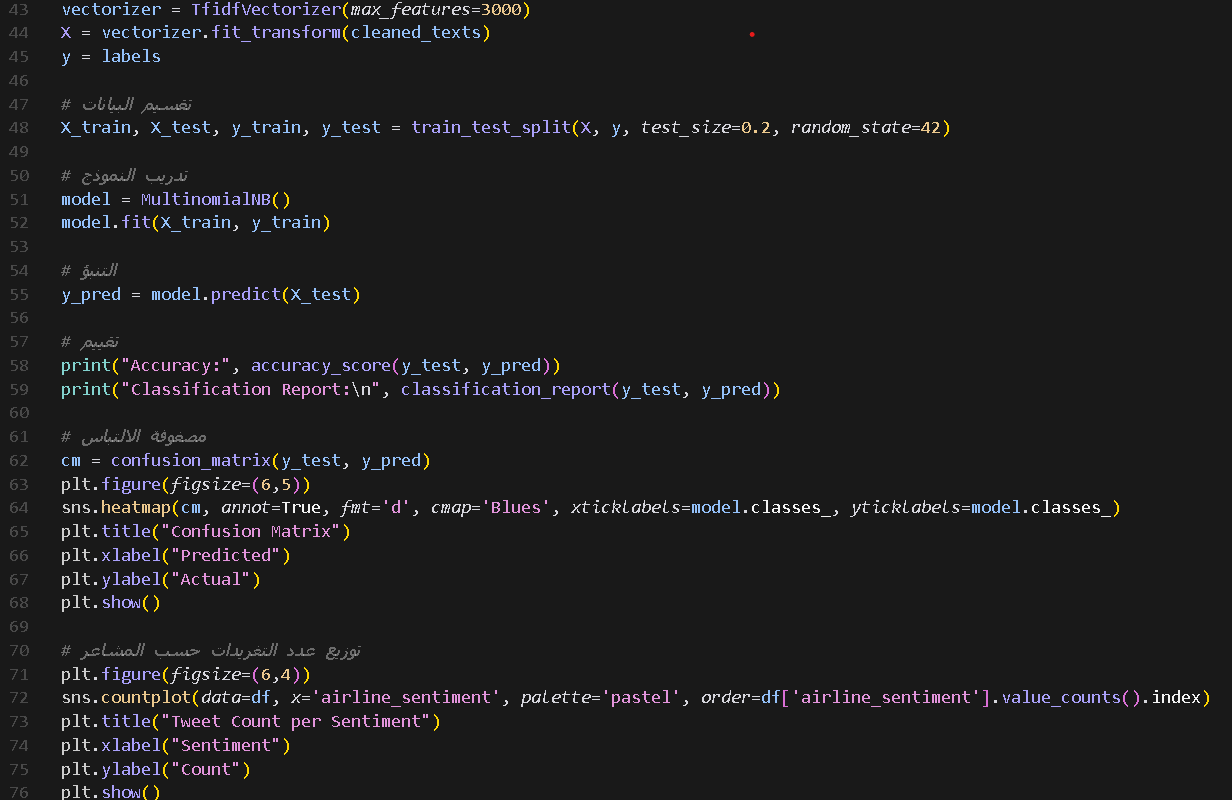 43 vectorizer = TfidfVectorizer(max_features=3000)
44 X = vectorizer.fit_transform(cleaned_texts)
45 y = labels
46
47 # تقسيم البيانات
48 X_train, X_test, y_train, y_test = train_test_split(X, y, test_size=0.2, random_state=42)
49
50 # تدريب النموذج
51 model = MultinomialNB()
52 model.fit(X_train, y_train)
53
54 # التنبؤ
55 y_pred = model.predict(X_test)
56
57 # تقييم
58 print("Accuracy:", accuracy_score(y_test, y_pred))
59 print("Classification Report:\n", classification_report(y_test, y_pred))
60
61 # مصفوفة الالتباس
62 cm = confusion_matrix(y_test, y_pred)
63 plt.figure(figsize=(6,5))
64 sns.heatmap(cm, annot=True, fmt='d', cmap='Blues', xticklabels=model.classes_, yticklabels=model.classes_)
65 plt.title("Confusion Matrix")
66 plt.xlabel("Predicted")
67 plt.ylabel("Actual")
68 plt.show()
69
70 # توزيع عدد التغريدات حسب المشاعر
71 plt.figure(figsize=(6,4))
72 sns.countplot(data=df, x='airline_sentiment', palette='pastel', order=df['airline_sentiment'].value_counts().index)
73 plt.title("Tweet Count per Sentiment")
74 plt.xlabel("Sentiment")
75 plt.ylabel("Count")
76 plt.show()